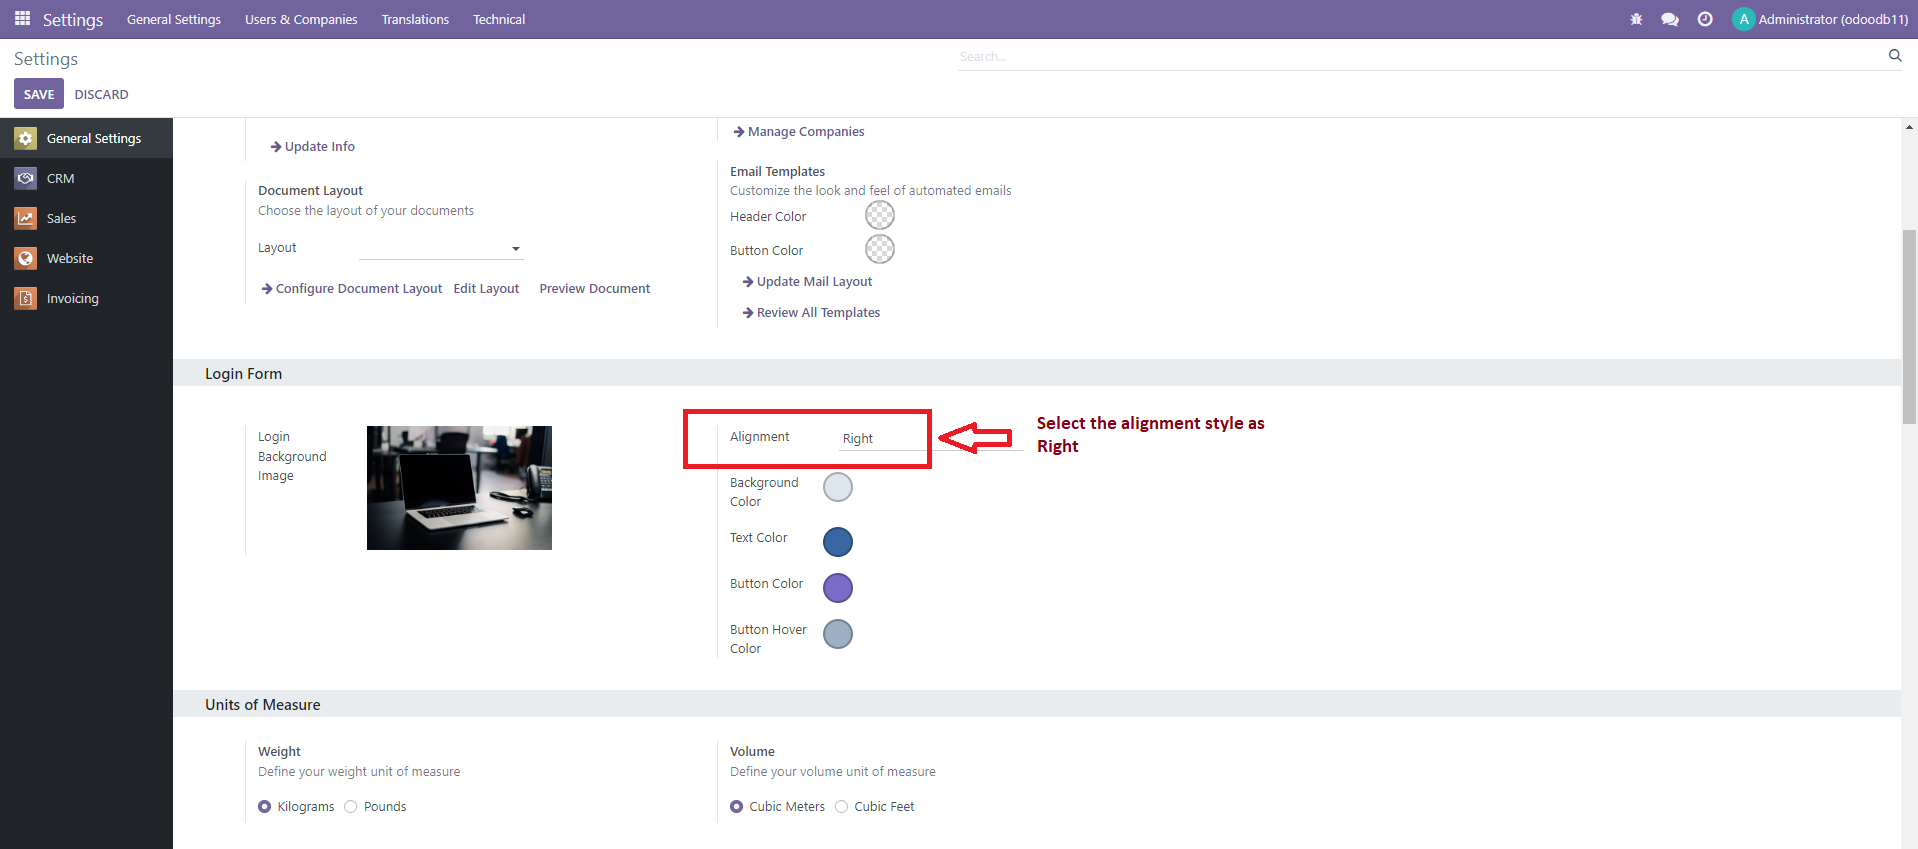 Settings General Settings Users & Companies Translations Technical A Administrator (odoodb11)
Settings
Search...
SAVE DISCARD
General Settings
CRM
Sales
Website
Invoicing
Update Info
Document Layout
Choose the layout of your documents
Layout
Configure Document Layout Edit Layout Preview Document
Manage Companies
Email Templates
Customize the look and feel of automated emails
Header Color
Button Color
Update Mail Layout
Review All Templates
Login Form
Login
Background
Image
Alignment Right
Select the alignment style as
Right
Background
Color
Text Color
Button Color
Button Hover
Color
Units of Measure
Weight
Define your weight unit of measure
Kilograms Pounds
Volume
Define your volume unit of measure
Cubic Meters Cubic Feet